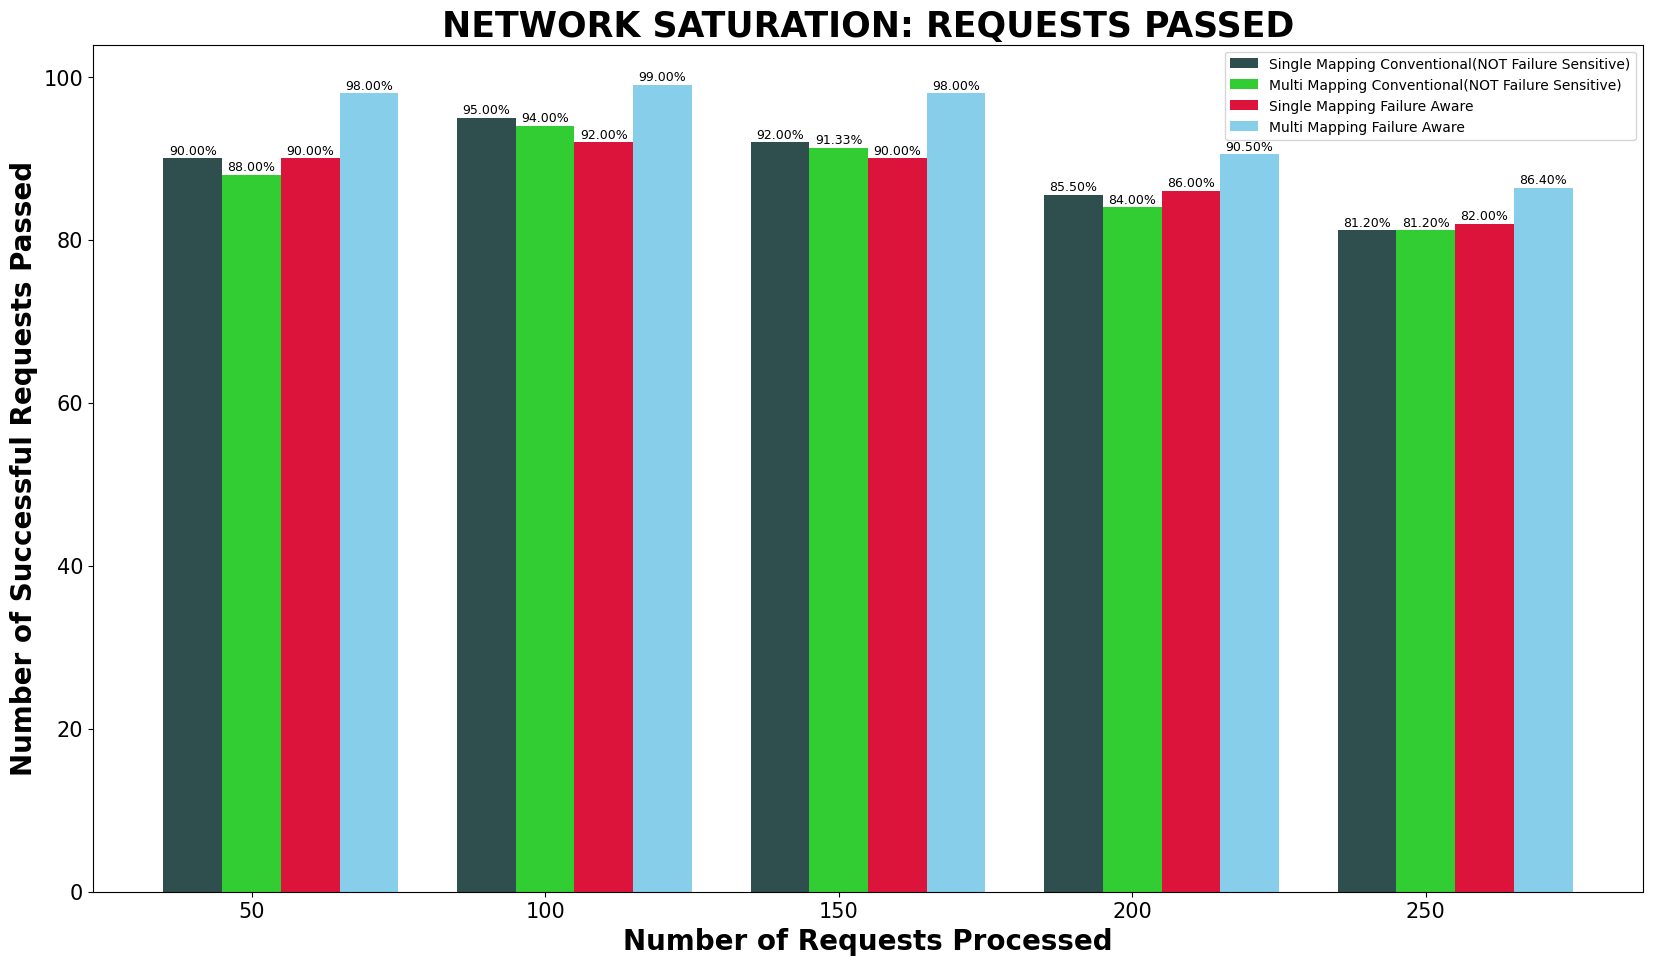 NETWORK SATURATION: REQUESTS PASSED
Single Mapping Conventional(NOT Failure Sensitive)
Multi Mapping Conventional(NOT Failure Sensitive)
Single Mapping Failure Aware
Multi Mapping Failure Aware
Number of Successful Requests Passed
100
80
60
40
20
0
90.00% 88.00% 90.00% 98.00%
95.00% 94.00% 92.00% 99.00%
92.00% 91.33% 90.00% 98.00%
85.50% 84.00% 86.00% 90.50%
81.20% 81.20% 82.00% 86.40%
50 100 150 200 250
Number of Requests Processed